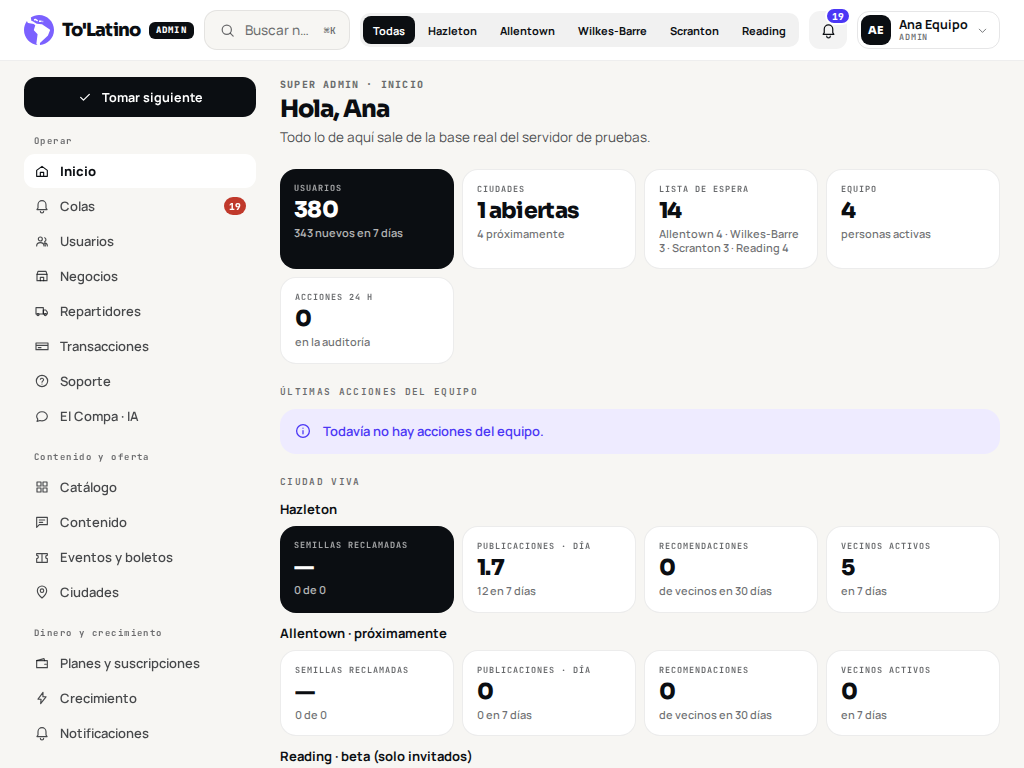 To'Latino ADMIN
Buscar n... ⌘K
Todas Hazleton Allentown Wilkes-Barre Scranton Reading
19
AE Ana Equipo
ADMIN
Tomar siguiente
Operar
Inicio
Colas 19
Usuarios
Negocios
Repartidores
Transacciones
Soporte
El Compa · IA
Contenido y oferta
Catálogo
Contenido
Eventos y boletos
Ciudades
Dinero y crecimiento
Planes y suscripciones
Crecimiento
Notificaciones
SUPER ADMIN · INICIO
Hola, Ana
Todo lo de aquí sale de la base real del servidor de pruebas.
USUARIOS
380
343 nuevos en 7 días
CIUDADES
1 abiertas
4 próximamente
LISTA DE ESPERA
14
Allentown 4 · Wilkes-Barre
3 · Scranton 3 · Reading 4
EQUIPO
4
personas activas
ACCIONES 24 H
0
en la auditoría
ÚLTIMAS ACCIONES DEL EQUIPO
Todavía no hay acciones del equipo.
CIUDAD VIVA
Hazleton
SEMILLAS RECLAMADAS
—
0 de 0
PUBLICACIONES · DÍA
1.7
12 en 7 días
RECOMENDACIONES
0
de vecinos en 30 días
VECINOS ACTIVOS
5
en 7 días
Allentown · próximamente
SEMILLAS RECLAMADAS
—
0 de 0
PUBLICACIONES · DÍA
0
0 en 7 días
RECOMENDACIONES
0
de vecinos en 30 días
VECINOS ACTIVOS
0
en 7 días
Reading · beta (solo invitados)